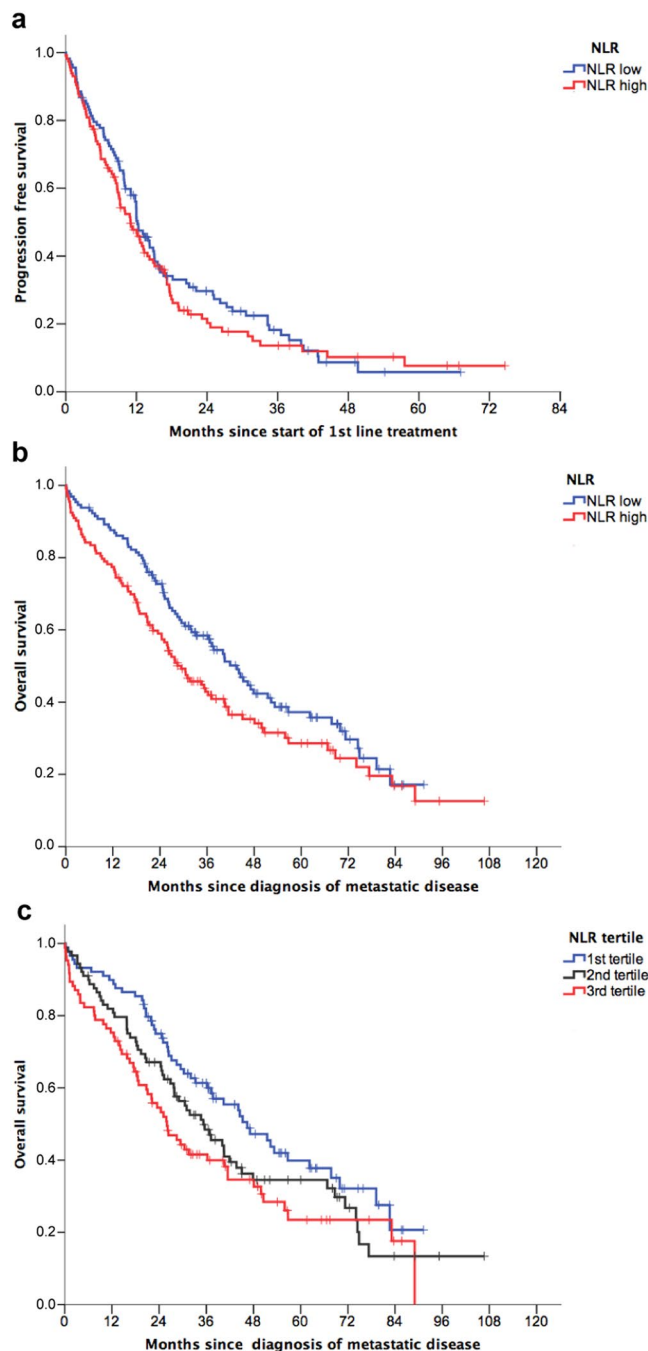 a
NLR
NLR low
NLR high
1.0
0.8
0.6
0.4
0.2
0.0
Progression free survival
0 12 24 36 48 60 72 84
Months since start of 1st line treatment
b
NLR
NLR low
NLR high
1.0
0.8
0.6
0.4
0.2
0.0
Overall survival
0 12 24 36 48 60 72 84 96 108 120
Months since diagnosis of metastatic disease
c
NLR tertile
1st tertile
2nd tertile
3rd tertile
1.0
0.8
0.6
0.4
0.2
0.0
Overall survival
0 12 24 36 48 60 72 84 96 108 120
Months since diagnosis of metastatic disease